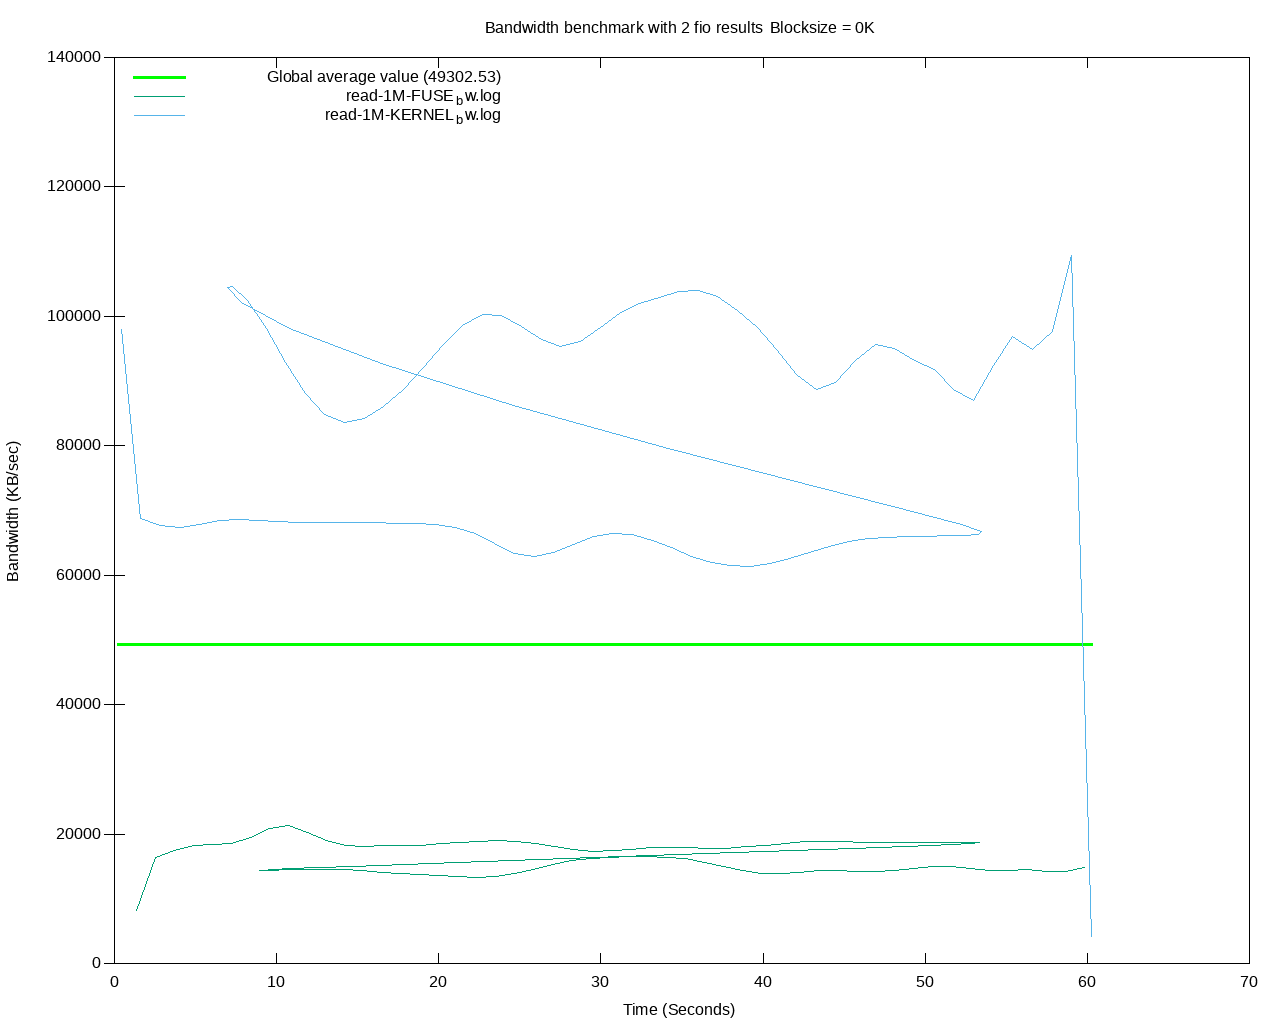 Bandwidth benchmark with 2 fio results Blocksize = 0K
Global average value (49302.53)
read-1M-FUSE_bw.log
read-1M-KERNEL_bw.log
Bandwidth (KB/sec)
140000
120000
100000
80000
60000
40000
20000
0
0 10 20 30 40 50 60 70
Time (Seconds)